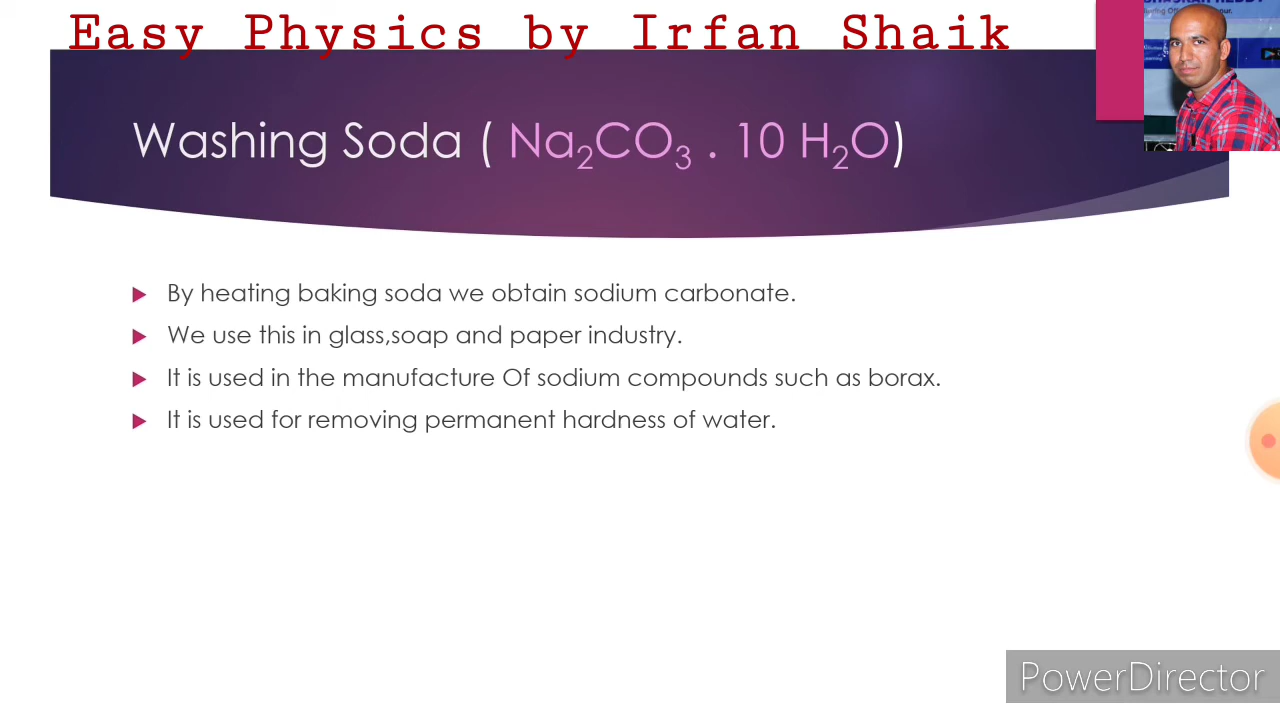 Easy Physics by Irfan Shaik
Washing Soda ( Na₂CO₃ . 10 H₂O)
By heating baking soda we obtain sodium carbonate.
We use this in glass,soap and paper industry.
It is used in the manufacture Of sodium compounds such as borax.
It is used for removing permanent hardness of water.
PowerDirector